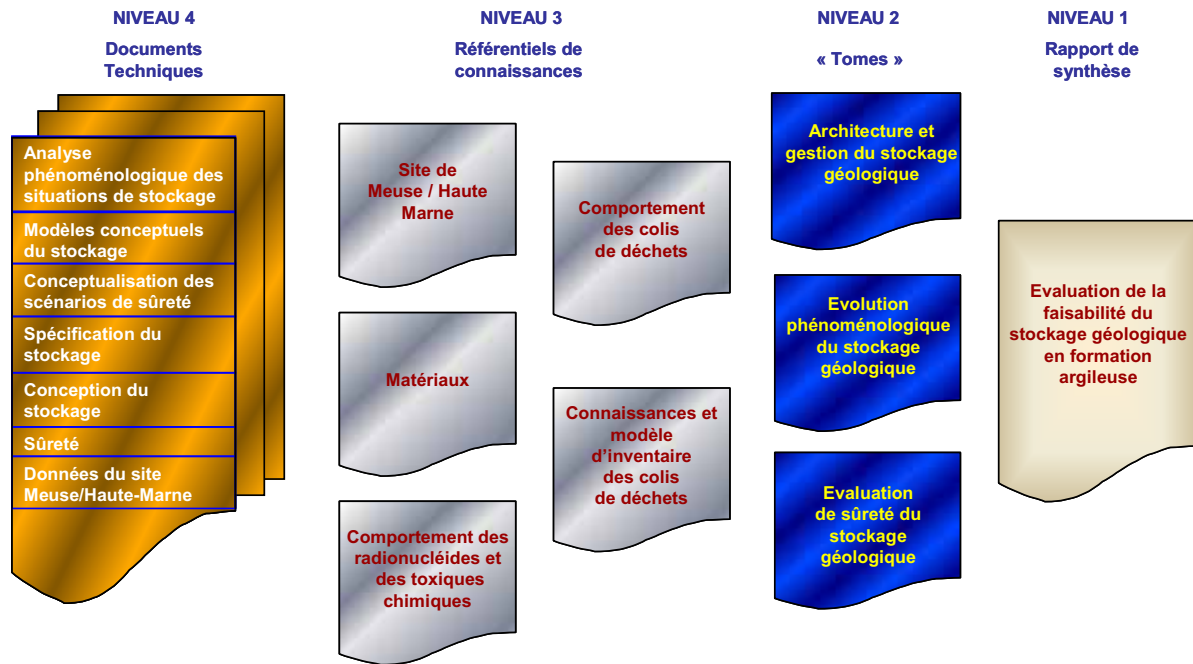 NIVEAU 4
Documents
Techniques
Analyse
phénoménologique des
situations de stockage
Modèles conceptuels
du stockage
Conceptualisation des
scénarios de sûreté
Spécification du
stockage
Conception du
stockage
Sûreté
Données du site
Meuse/Haute-Marne
NIVEAU 3
Référentiels de
connaissances
Site de
Meuse / Haute
Marne
Matériaux
Comportement des
radionucléides et
des toxiques
chimiques
Comportement
des colis
de déchets
Connaissances et
modèle
d’inventaire
des colis
de déchets
NIVEAU 2
« Tomes »
Architecture et
gestion du stockage
géologique
Evolution
phénoménologique
du stockage
géologique
Evaluation
de sûreté du
stockage
géologique
NIVEAU 1
Rapport de
synthèse
Evaluation de la
faisabilité du
stockage géologique
en formation
argileuse